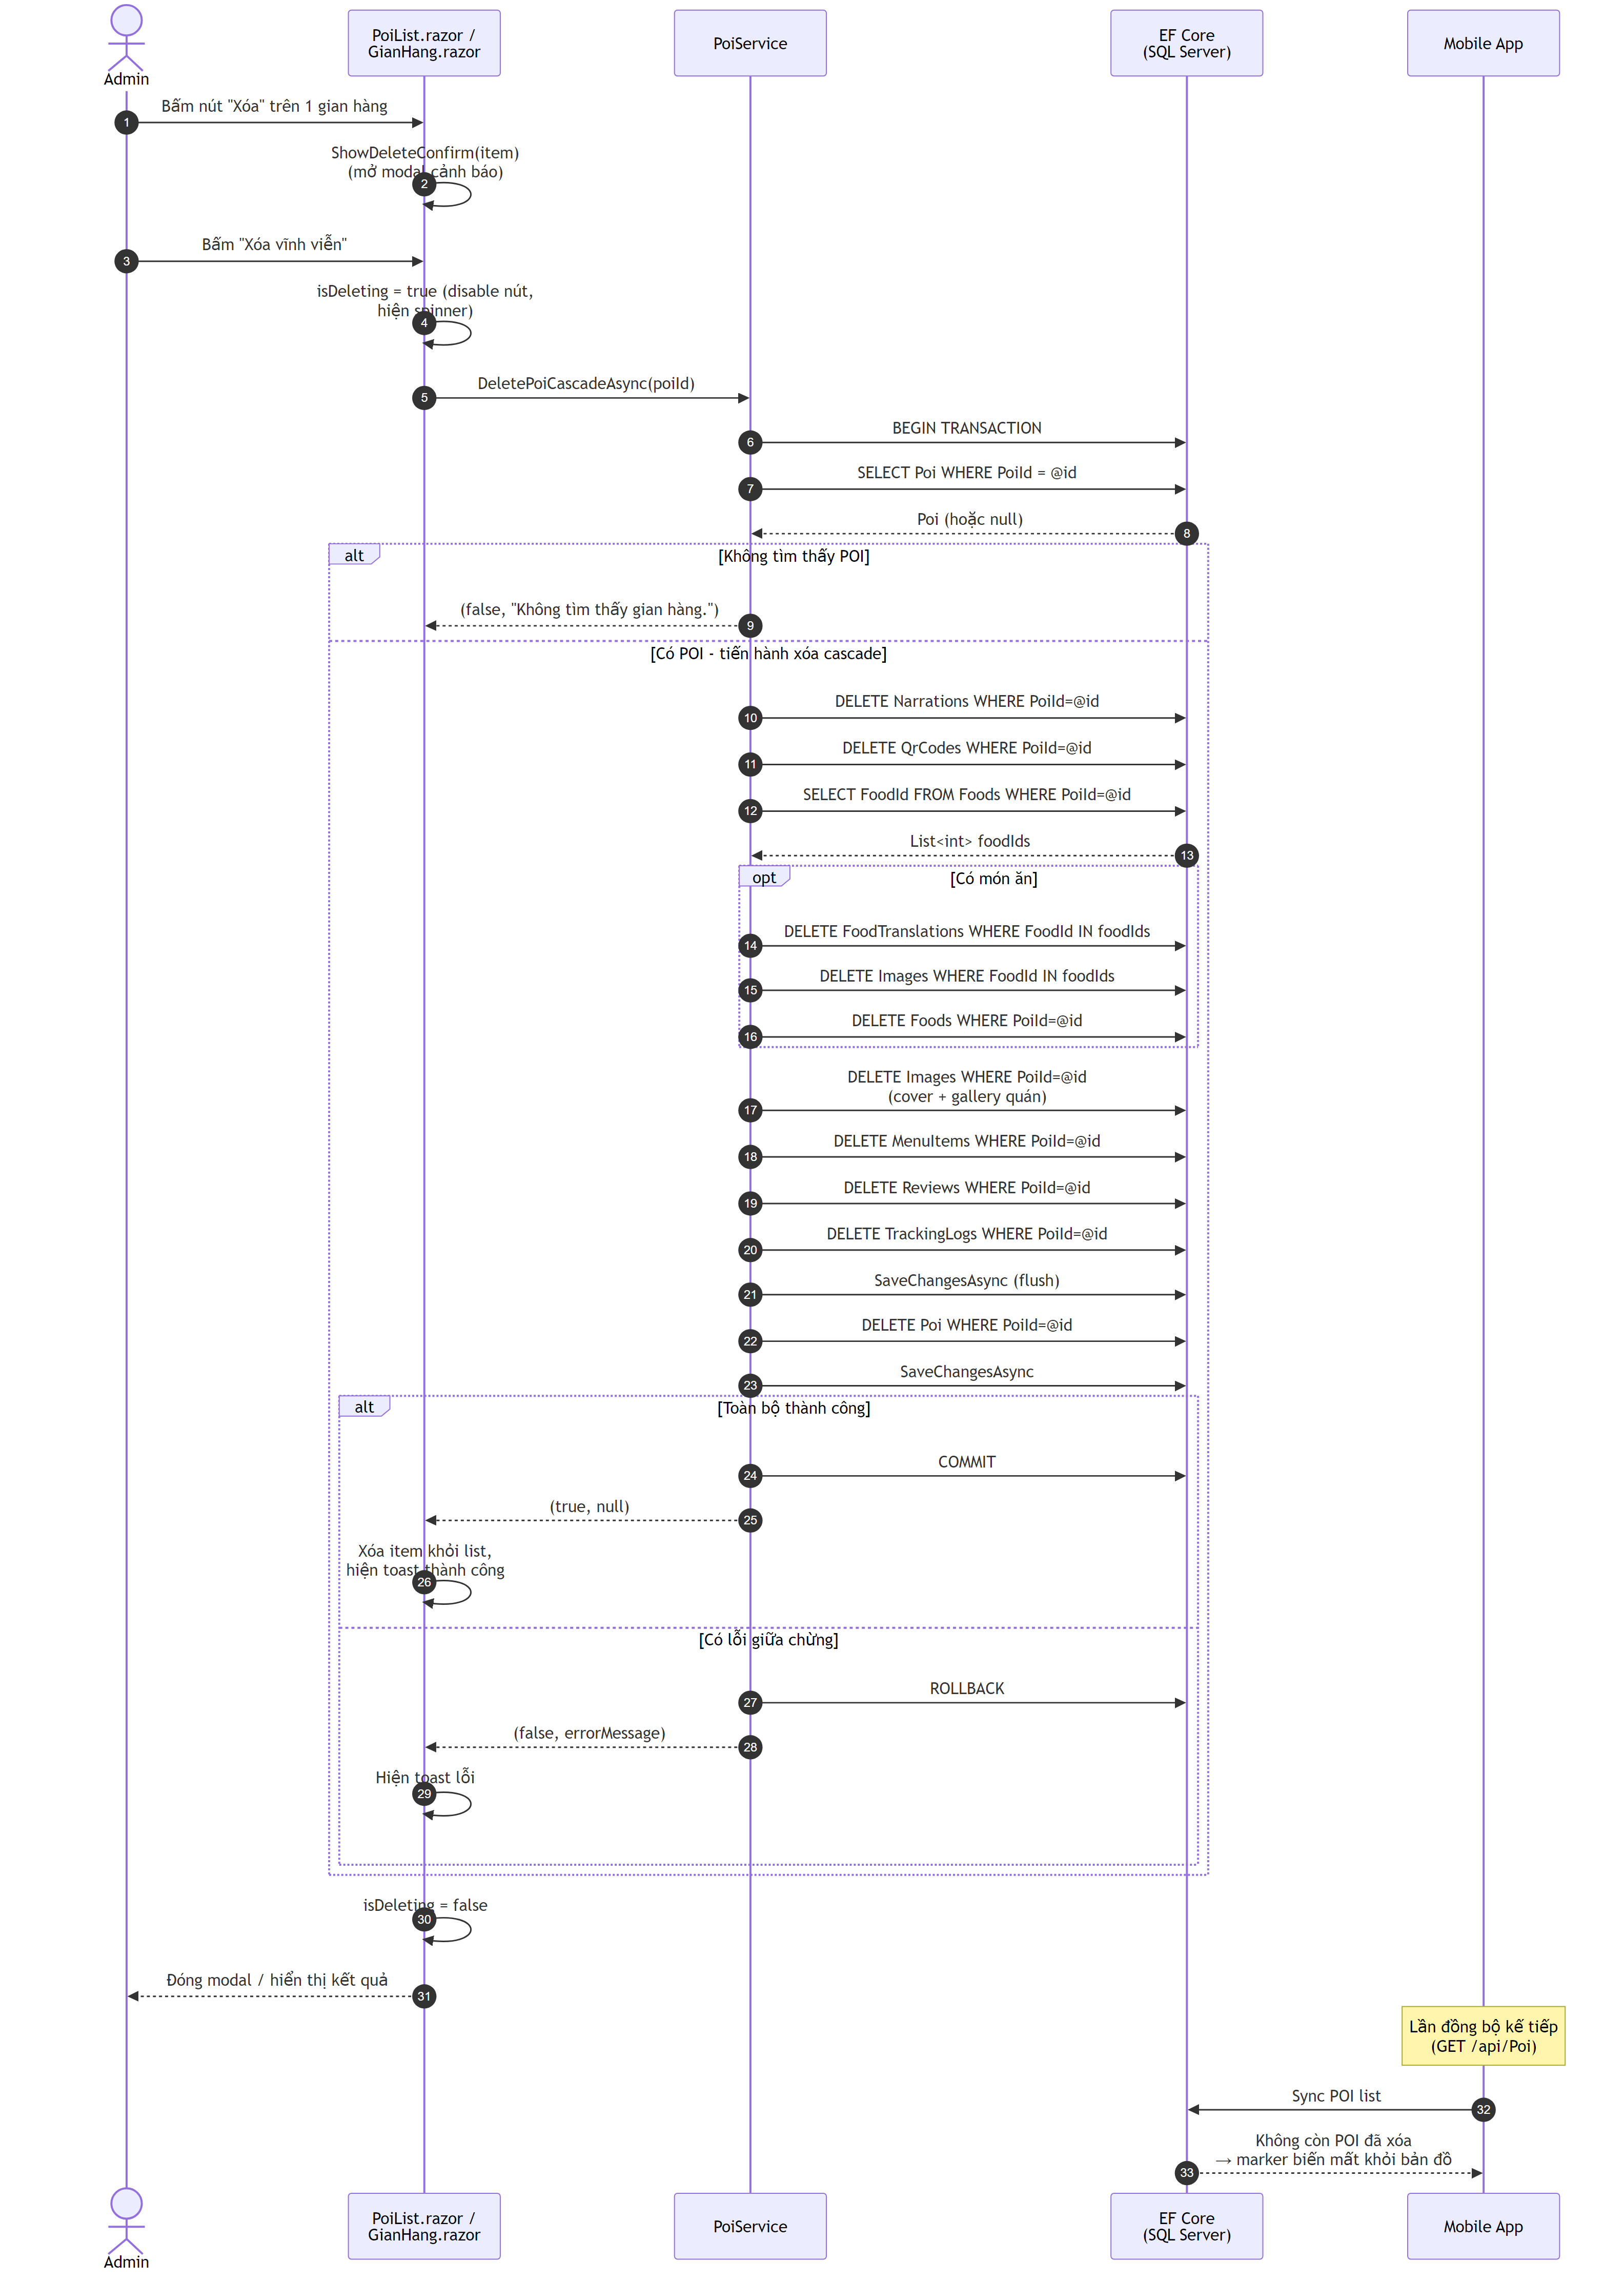 PoiList.razor /
GianHang.razor
PoiService
EF Core
(SQL Server)
Mobile App
Admin
Bấm nút "Xóa" trên 1 gian hàng
1
ShowDeleteConfirm(item)
(mở modal cảnh báo)
2
Bấm "Xóa vĩnh viễn"
3
isDeleting = true (disable nút,
hiện spinner)
4
DeletePoiCascadeAsync(poiId)
5
BEGIN TRANSACTION
6
SELECT Poi WHERE PoiId = @id
7
Poi (hoặc null)
8
alt
[Không tìm thấy POI]
(false, "Không tìm thấy gian hàng.")
9
[Có POI - tiến hành xóa cascade]
DELETE Narrations WHERE PoiId=@id
10
DELETE QrCodes WHERE PoiId=@id
11
SELECT FoodId FROM Foods WHERE PoiId=@id
12
List<int> foodIds
13
opt
[Có món ăn]
DELETE FoodTranslations WHERE FoodId IN foodIds
14
DELETE Images WHERE FoodId IN foodIds
15
DELETE Foods WHERE PoiId=@id
16
DELETE Images WHERE PoiId=@id
(cover + gallery quán)
17
DELETE MenuItems WHERE PoiId=@id
18
DELETE Reviews WHERE PoiId=@id
19
DELETE TrackingLogs WHERE PoiId=@id
20
SaveChangesAsync (flush)
21
DELETE Poi WHERE PoiId=@id
22
SaveChangesAsync
23
alt
[Toàn bộ thành công]
COMMIT
24
(true, null)
25
Xóa item khỏi list,
hiện toast thành công
26
[Có lỗi giữa chừng]
ROLLBACK
27
(false, errorMessage)
28
Hiện toast lỗi
29
isDeleting = false
30
Đóng modal / hiển thị kết quả
31
Lần đồng bộ kế tiếp
(GET /api/Poi)
Sync POI list
32
Không còn POI đã xóa
→ marker biến mất khỏi bản đồ
33
PoiList.razor /
GianHang.razor
PoiService
EF Core
(SQL Server)
Mobile App
Admin